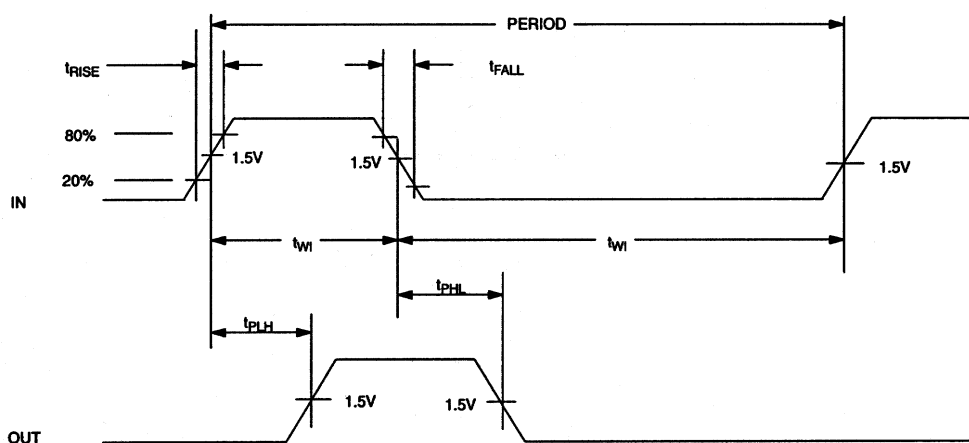 PERIOD
tRISE
tFALL
80%
1.5V
1.5V
1.5V
20%
IN
tWI
tWI
tPHL
tPLH
1.5V
1.5V
OUT